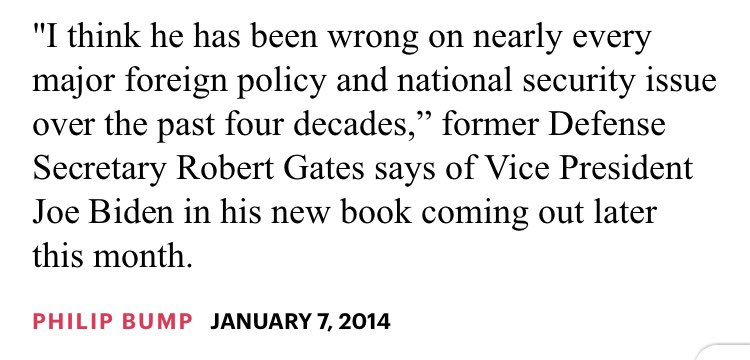 "I think he has been wrong on nearly every
major foreign policy and national security issue
over the past four decades,” former Defense
Secretary Robert Gates says of Vice President
Joe Biden in his new book coming out later
this month.
PHILIP BUMP JANUARY 7, 2014